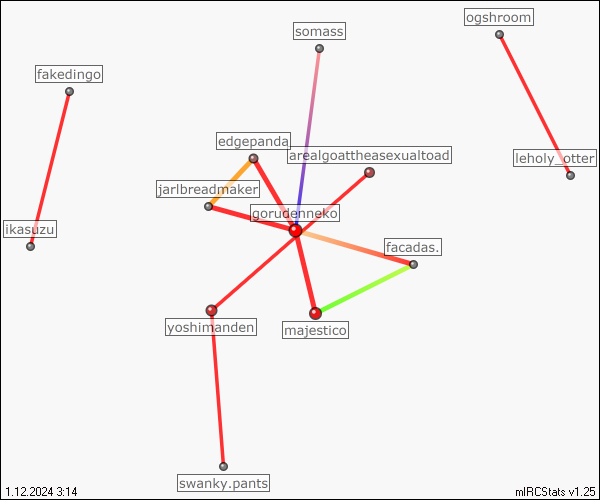 ogshroom
somass
fakedingo
edgepanda
arealgoattheasexualtoad
leholy_otter
jarlbreadmaker
gorudenneko
ikasuzu
facadas.
yoshimanden
majestico
swanky.pants
1.12.2024 3:14
mIRCStats v1.25